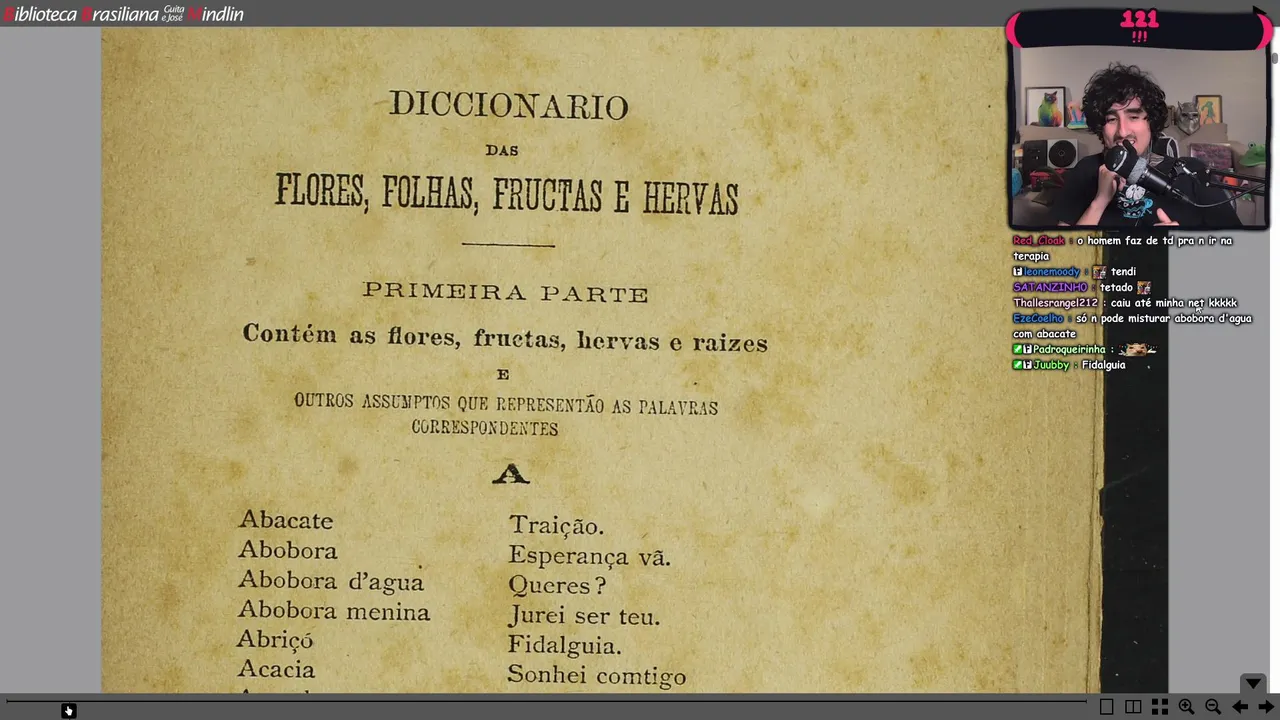 Biblioteca Brasiliana Guita e José Mindlin
DICCIONARIO
DAS
FLORES, FOLHAS, FRUCTAS E HERVAS
PRIMEIRA PARTE
Contém as flores, fructas, hervas e raizes
E
OUTROS ASSUMPTOS QUE REPRESENTÃO AS PALAVRAS
CORRESPONDENTES
A
Abacate Traição.
Abobora Esperança vã.
Abobora d'agua Queres?
Abobora menina Jurei ser teu.
Abriçó Fidalguia.
Acacia Sonhei comtigo
121
!!!
Red_Cloak : o homem faz de td pra n ir na
terapia
leonemoody : tendi
SATANZINHO : tetado
Thallesrangel212 : caiu até minha net kkkkk
EzeCoelho : só n pode misturar abobora d'agua
com abacate
Padroqueirinha :
Juubby : Fidalguia